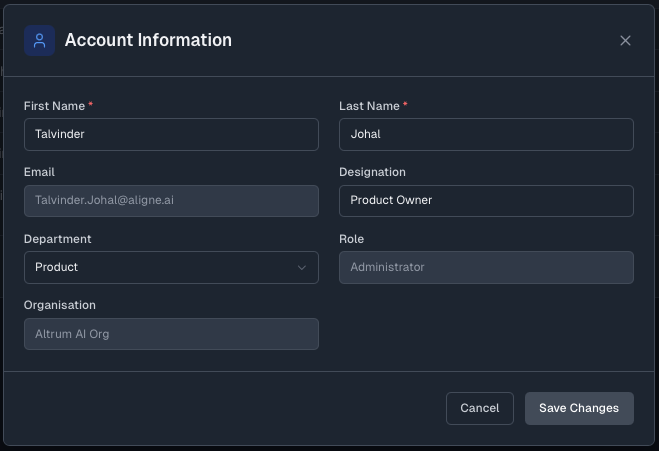 Account Information
First Name *
Last Name *
Talvinder
Johal
Email
Designation
Talvinder.Johal@aligne.ai
Product Owner
Department
Role
Product
Administrator
Organisation
Altrum AI Org
Cancel
Save Changes